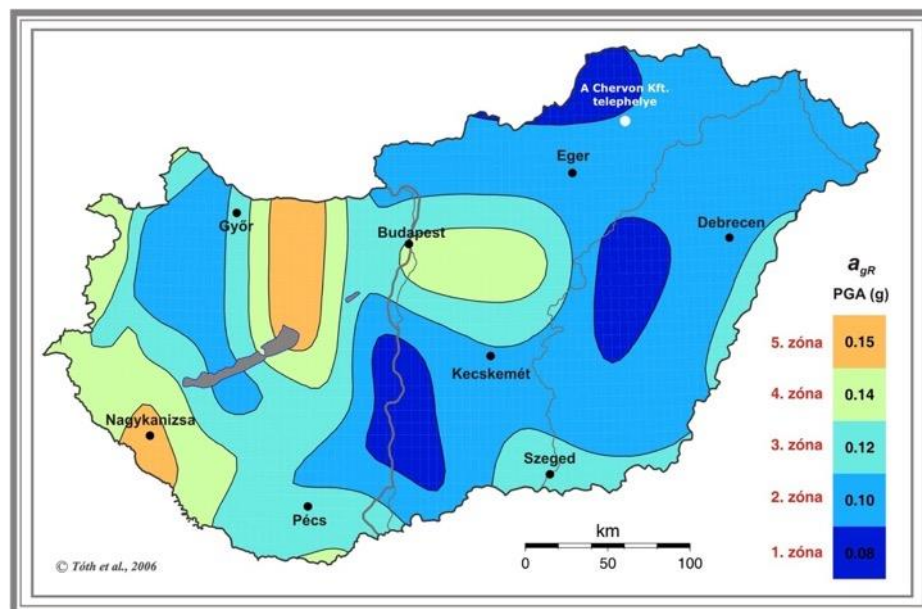 A Chervon Kft.
telephelye
Eger
Győr
Budapest
Debrecen
a_gR
PGA (g)
5. zóna 0.15
Kecskemét
4. zóna 0.14
Nagykanizsa
3. zóna 0.12
Szeged
2. zóna 0.10
Pécs
km
1. zóna 0.08
0 50 100
© Tóth et al., 2006